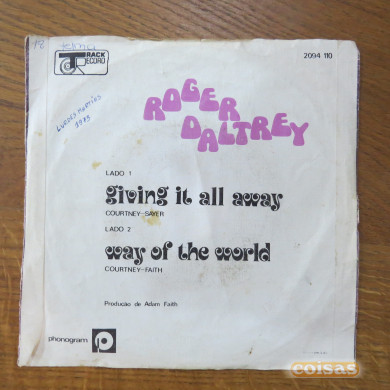 TRACK
RECORD
2094 110
ROGER
DALTREY
LADO 1
giving it all away
COURTNEY-SAYER
LADO 2
way of the world
COURTNEY-FAITH
Produção de Adam Faith
phonogram
coisas